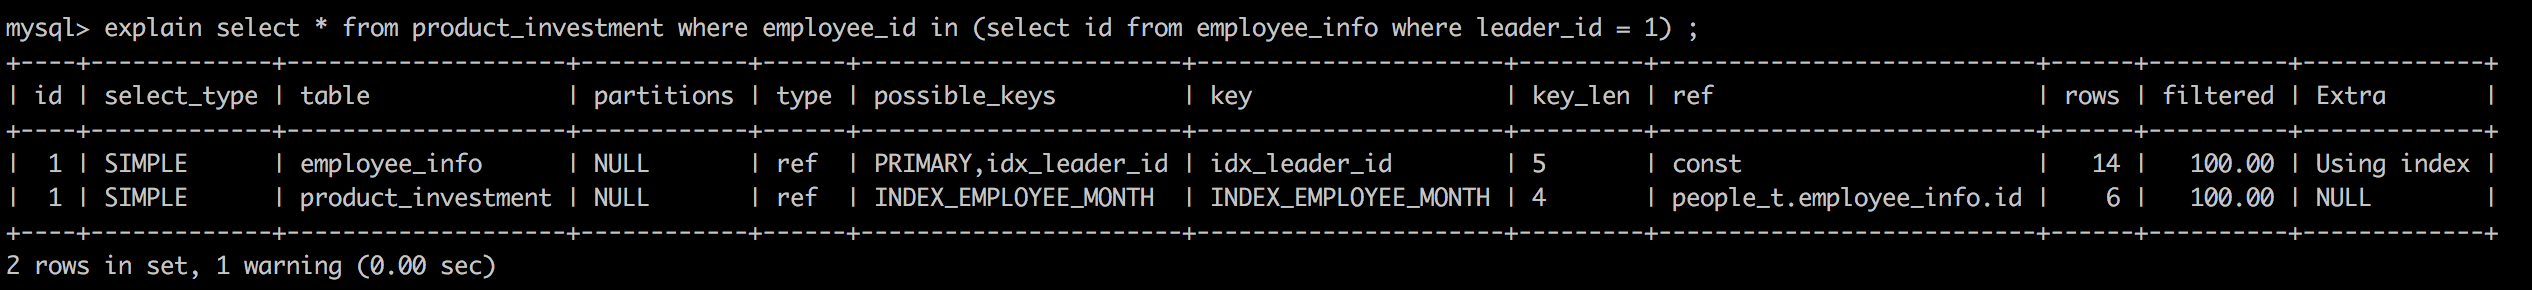 mysql> explain select * from product_investment where employee_id in (select id from employee_info where leader_id = 1) ;
+----+-------------+--------------------+------------+------+-----------------------+----------------------+---------+---------------------------+------+----------+-------------+
| id | select_type | table              | partitions | type | possible_keys         | key                  | key_len | ref                       | rows | filtered | Extra       |
+----+-------------+--------------------+------------+------+-----------------------+----------------------+---------+---------------------------+------+----------+-------------+
|  1 | SIMPLE      | employee_info      | NULL       | ref  | PRIMARY,idx_leader_id | idx_leader_id        | 5       | const                     |   14 |   100.00 | Using index |
|  1 | SIMPLE      | product_investment | NULL       | ref  | INDEX_EMPLOYEE_MONTH  | INDEX_EMPLOYEE_MONTH | 4       | people_t.employee_info.id |    6 |   100.00 | NULL        |
+----+-------------+--------------------+------------+------+-----------------------+----------------------+---------+---------------------------+------+----------+-------------+
2 rows in set, 1 warning (0.00 sec)